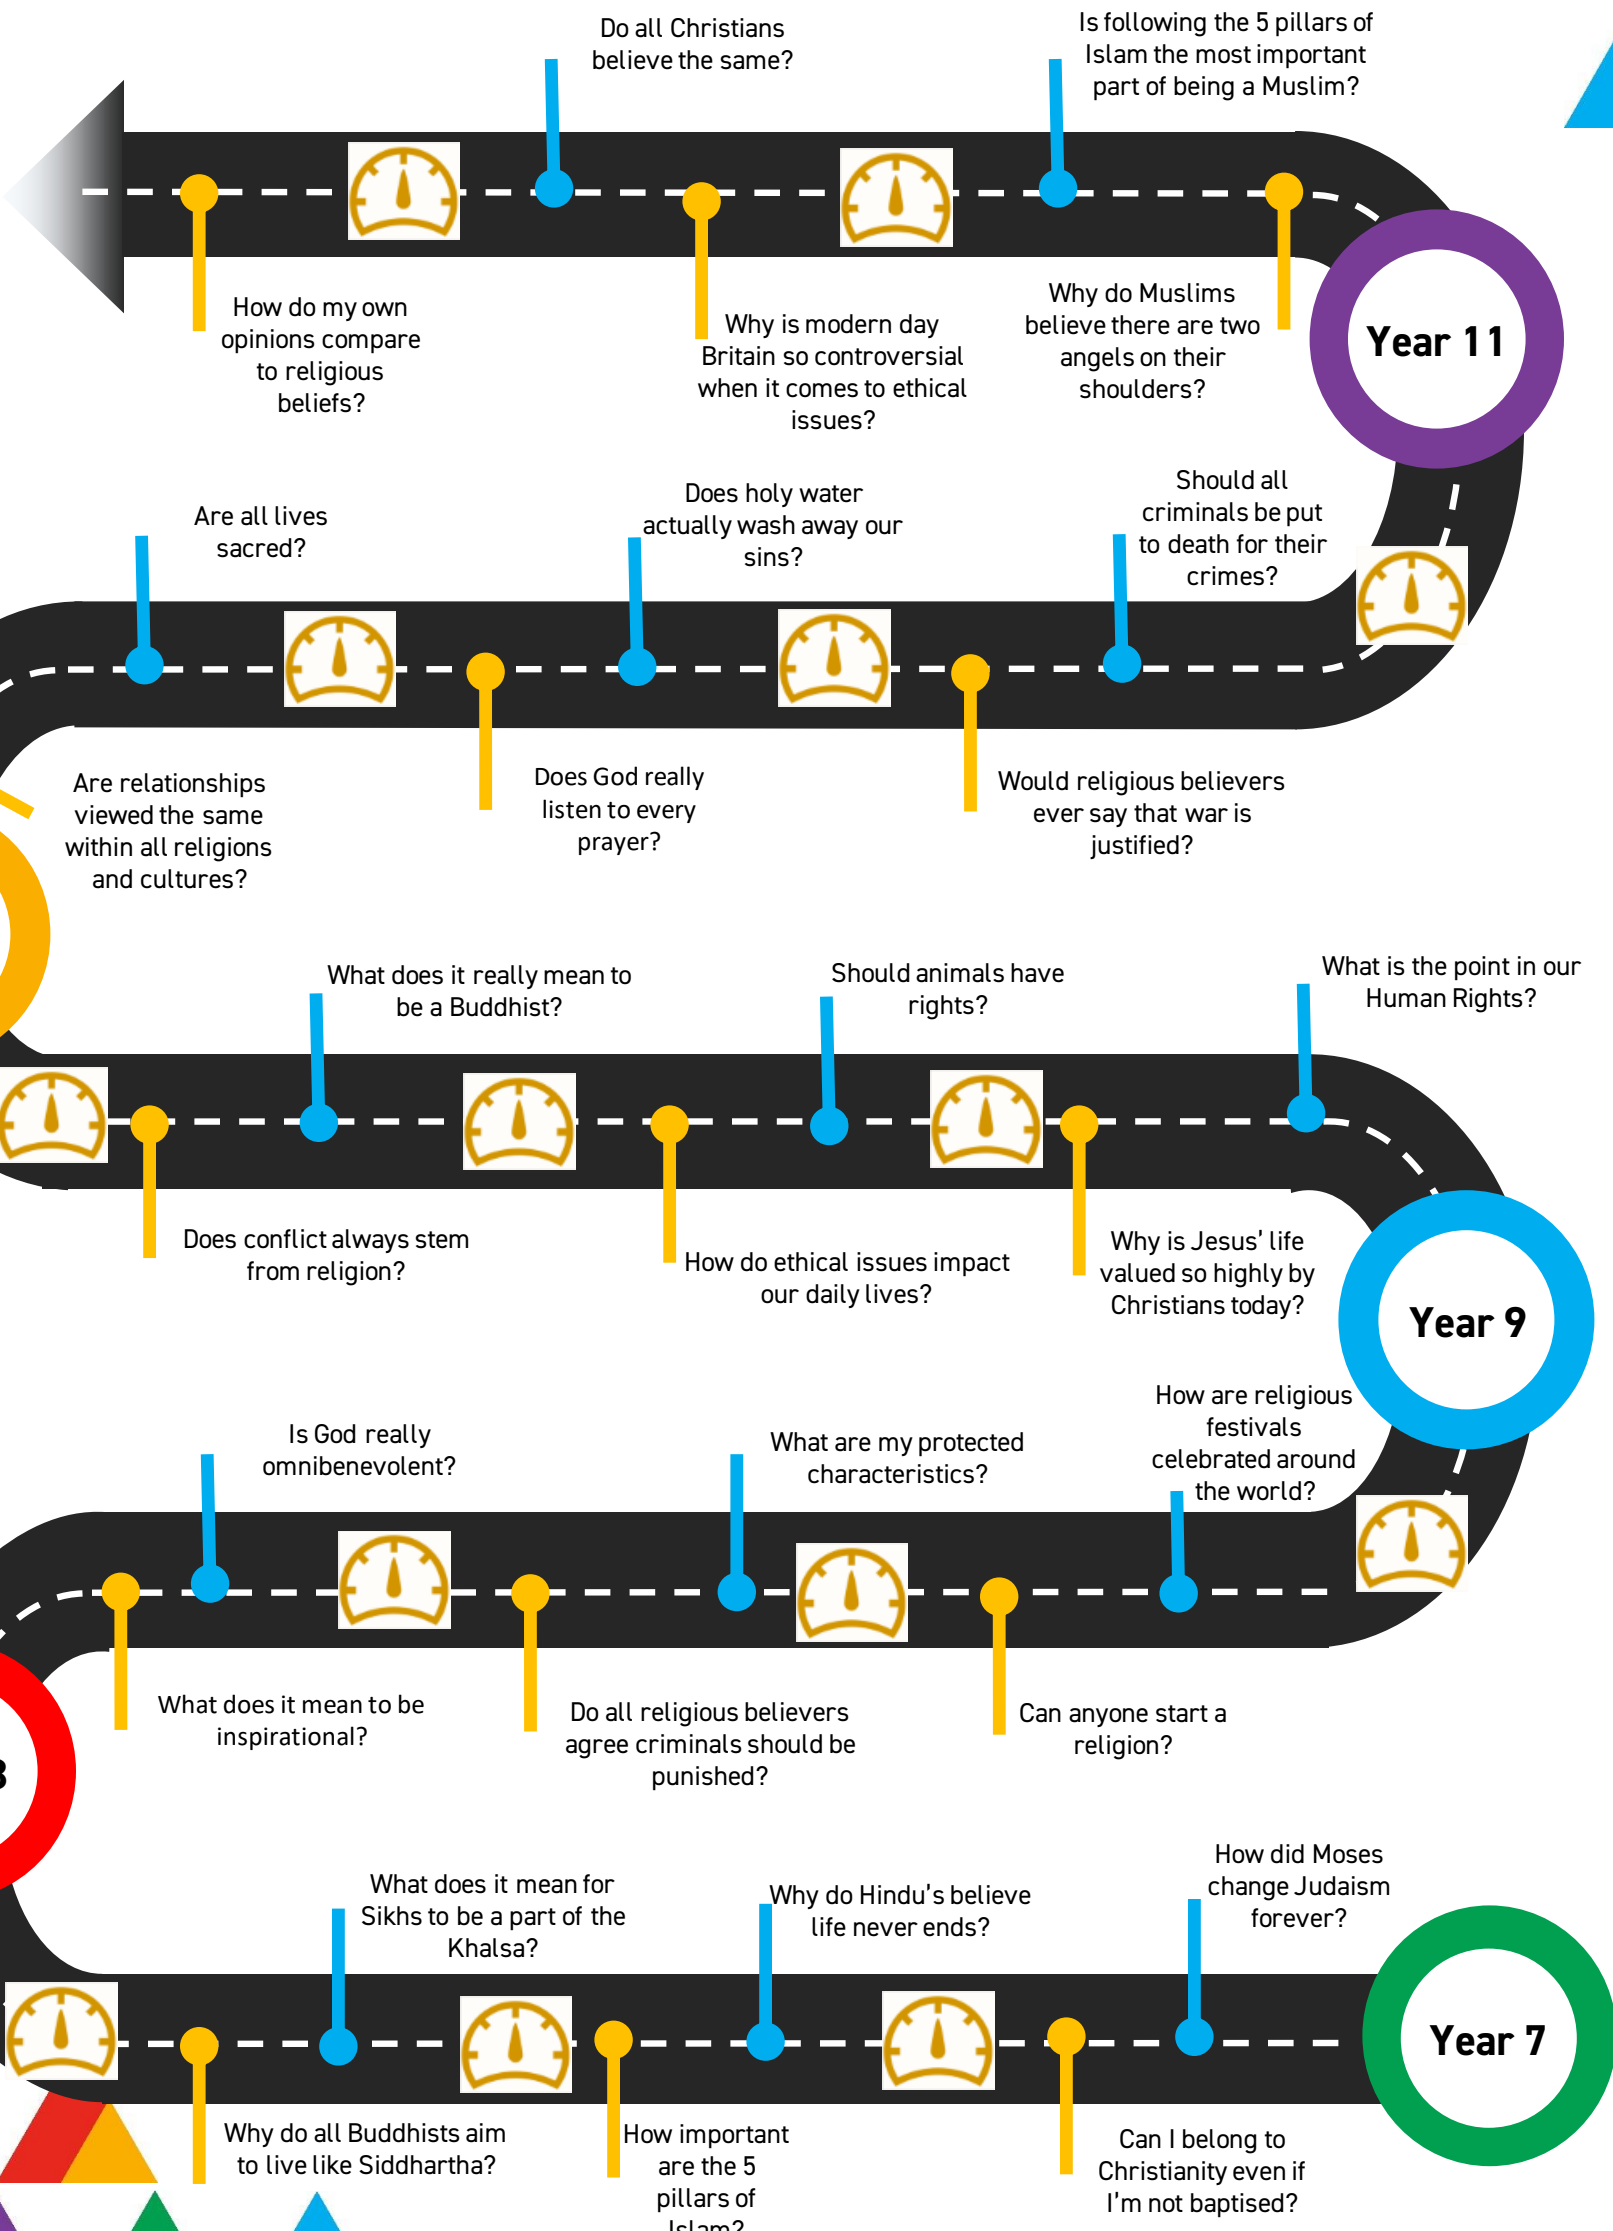 Do all Christians
believe the same?
Is following the 5 pillars of
Islam the most important
part of being a Muslim?
How do my own
opinions compare
to religious
beliefs?
Why is modern day
Britain so controversial
when it comes to ethical
issues?
Why do Muslims
believe there are two
angels on their
shoulders?
Year 11
Are all lives
sacred?
Does holy water
actually wash away our
sins?
Should all
criminals be put
to death for their
crimes?
Are relationships
viewed the same
within all religions
and cultures?
Does God really
listen to every
prayer?
Would religious believers
ever say that war is
justified?
What does it really mean to
be a Buddhist?
Should animals have
rights?
What is the point in our
Human Rights?
Does conflict always stem
from religion?
How do ethical issues impact
our daily lives?
Why is Jesus’ life
valued so highly by
Christians today?
Year 9
Is God really
omnibenevolent?
What are my protected
characteristics?
How are religious
festivals
celebrated around
the world?
What does it mean to be
inspirational?
Do all religious believers
agree criminals should be
punished?
Can anyone start a
religion?
What does it mean for
Sikhs to be a part of the
Khalsa?
Why do Hindu’s believe
life never ends?
How did Moses
change Judaism
forever?
Year 7
Why do all Buddhists aim
to live like Siddhartha?
How important
are the 5
pillars of
Islam?
Can I belong to
Christianity even if
I’m not baptised?